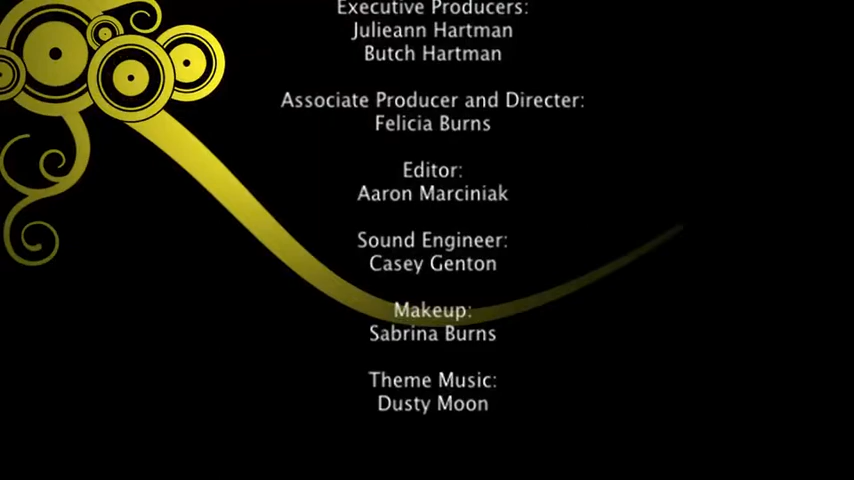 Executive Producers:
Julieann Hartman
Butch Hartman
Associate Producer and Directer:
Felicia Burns
Editor:
Aaron Marciniak
Sound Engineer:
Casey Genton
Makeup:
Sabrina Burns
Theme Music:
Dusty Moon